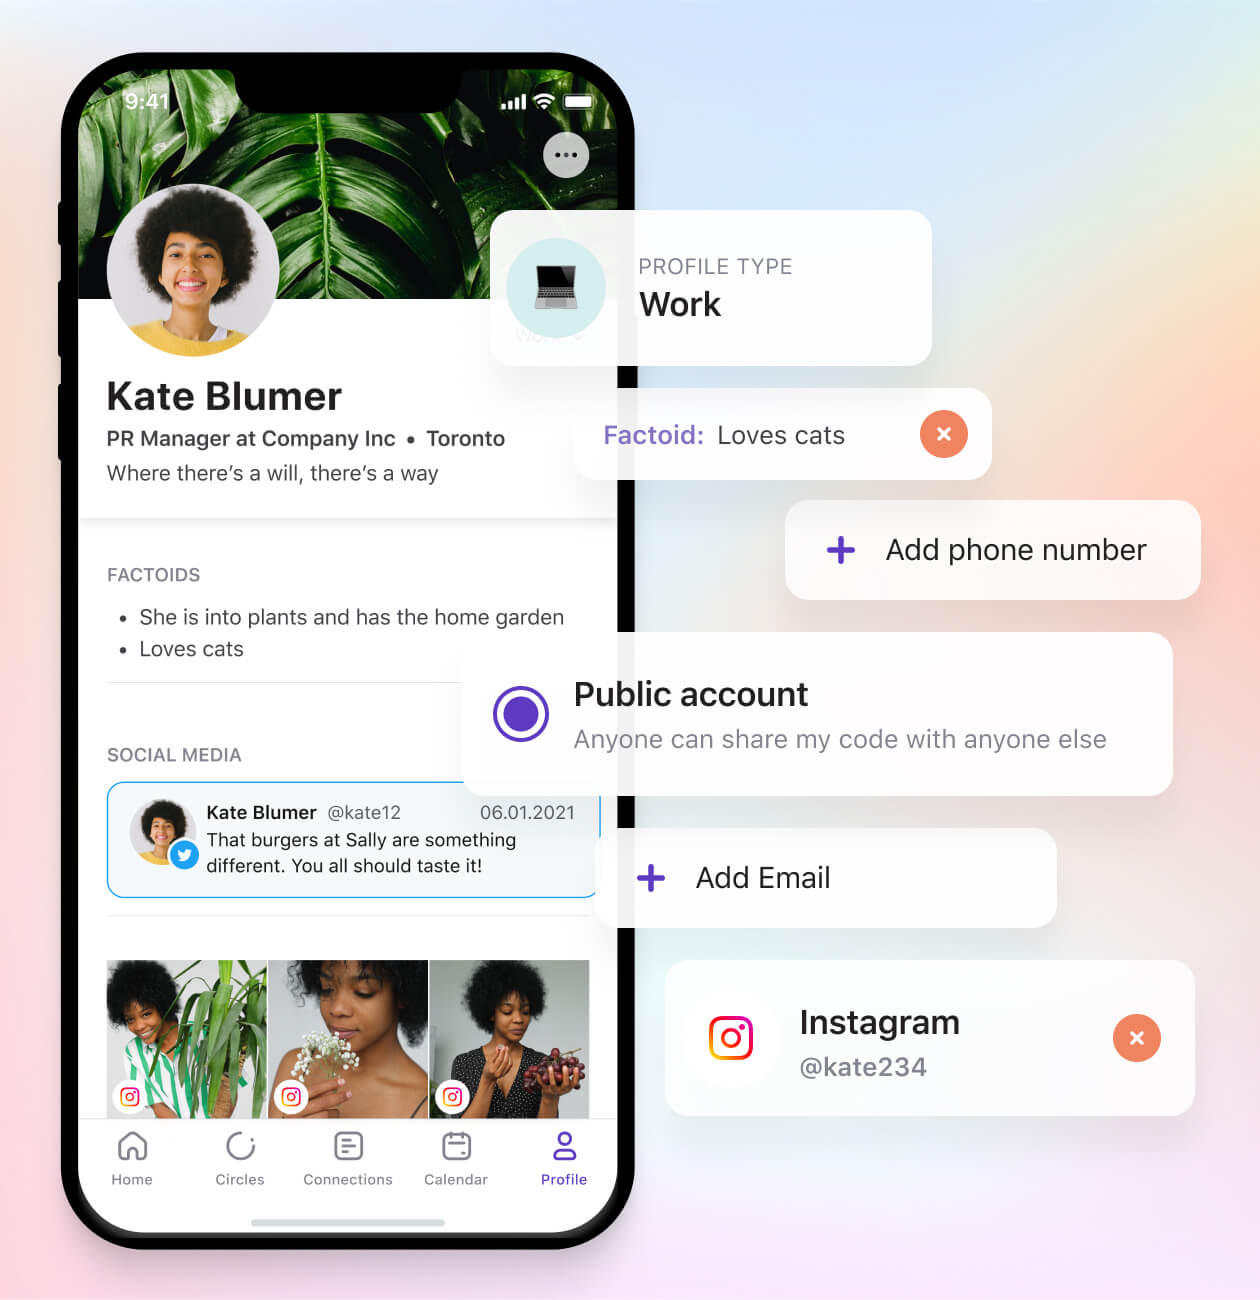 9:41
PROFILE TYPE
Work
Kate Blumer
PR Manager at Company Inc • Toronto
Where there’s a will, there’s a way
Factoid: Loves cats
Add phone number
FACTOIDS
• She is into plants and has the home garden
• Loves cats
Public account
Anyone can share my code with anyone else
SOCIAL MEDIA
Kate Blumer @kate12 06.01.2021
That burgers at Sally are something
different. You all should taste it!
Add Email
Instagram
@kate234
Home
Circles
Connections
Calendar
Profile